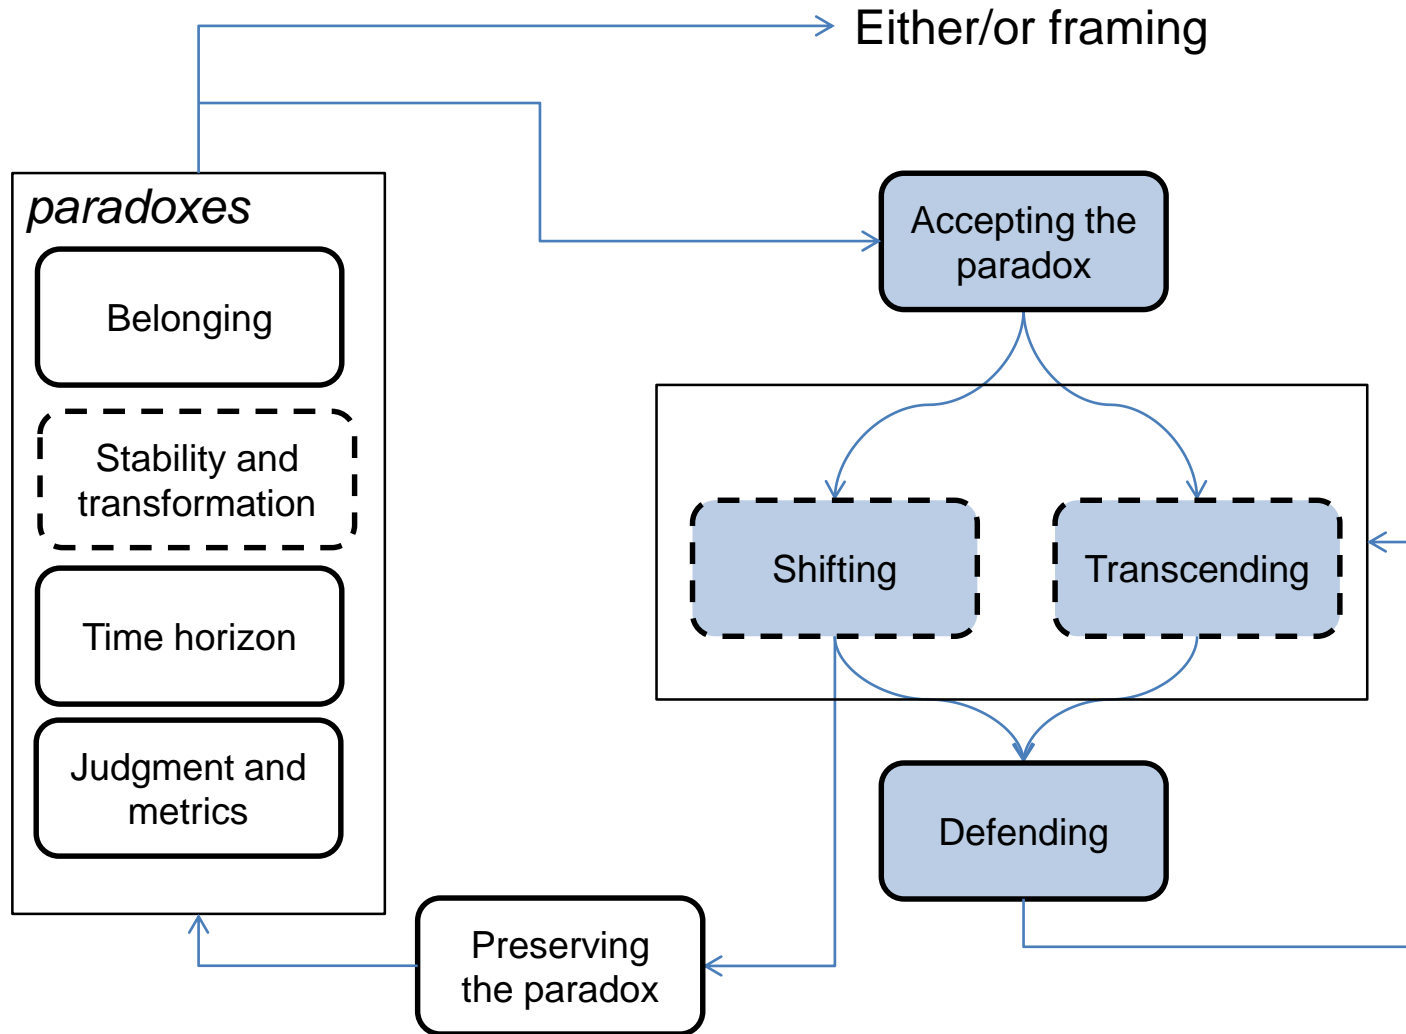 Either/or framing
paradoxes
Belonging
Stability and
transformation
Time horizon
Judgment and
metrics
Accepting the
paradox
Shifting
Transcending
Defending
Preserving
the paradox